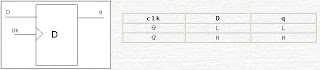 D q
clk
D
clk D q
⇧ L L
⇧ H H